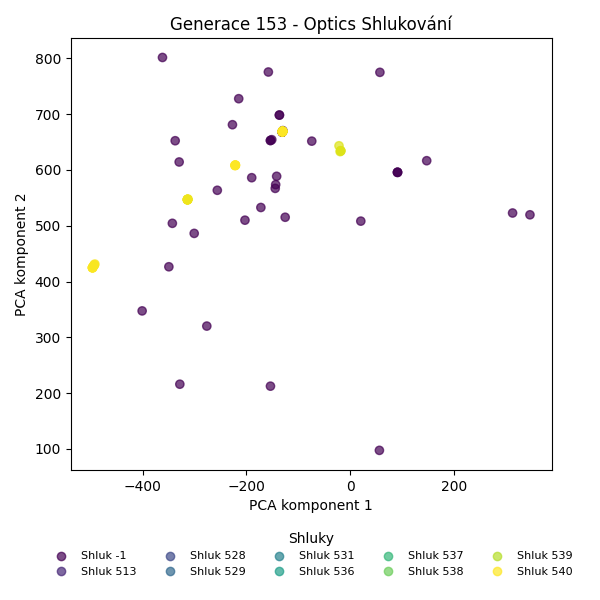 Generace 153 - Optics Shlukování
PCA komponent 2
800
700
600
500
400
300
200
100
−400 −200 0 200
PCA komponent 1
Shluky
Shluk -1 Shluk 528 Shluk 531 Shluk 537 Shluk 539
Shluk 513 Shluk 529 Shluk 536 Shluk 538 Shluk 540